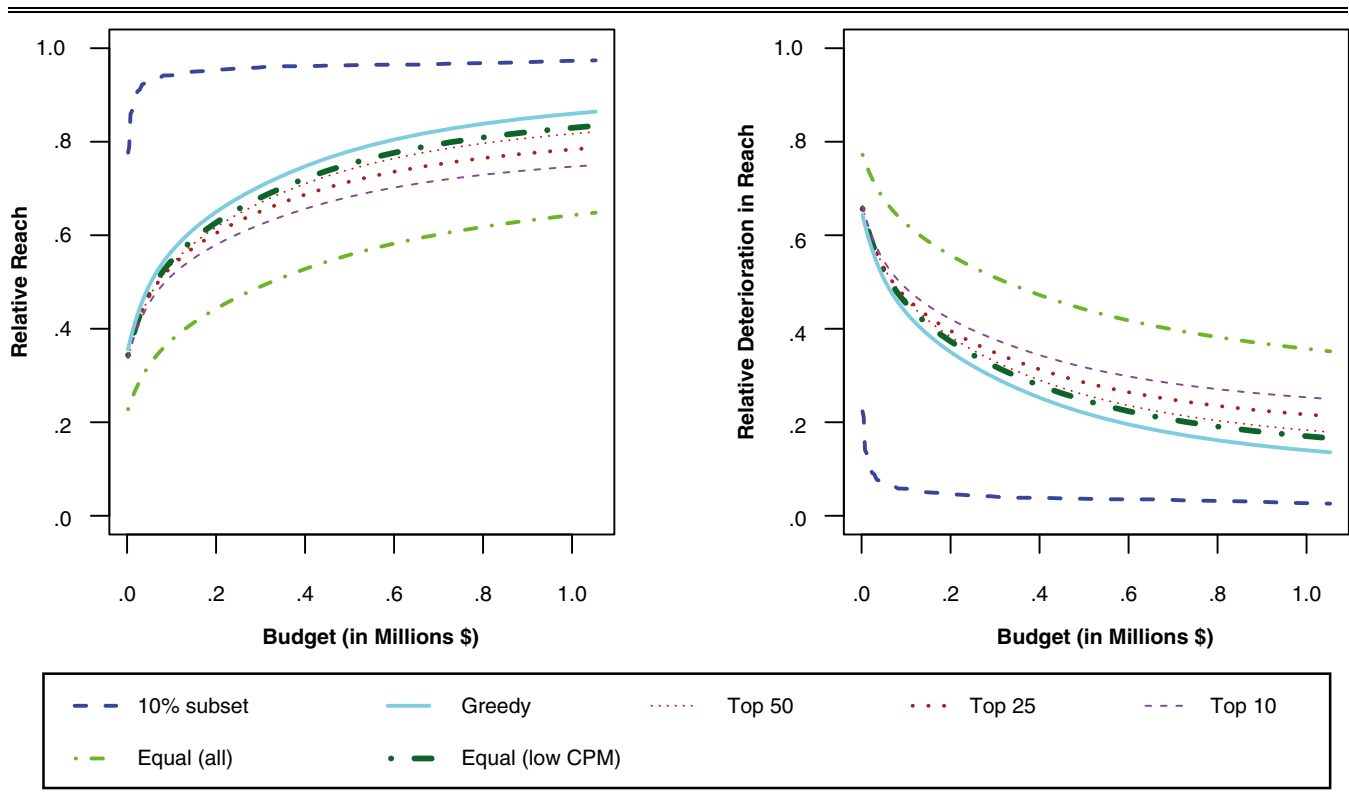 Relative Reach
1.0
.8
.6
.4
.2
.0
.0 .2 .4 .6 .8 1.0
Budget (in Millions $)
Relative Deterioration in Reach
1.0
.8
.6
.4
.2
.0
.0 .2 .4 .6 .8 1.0
Budget (in Millions $)
10% subset Greedy Top 50 Top 25 Top 10
Equal (all) Equal (low CPM)